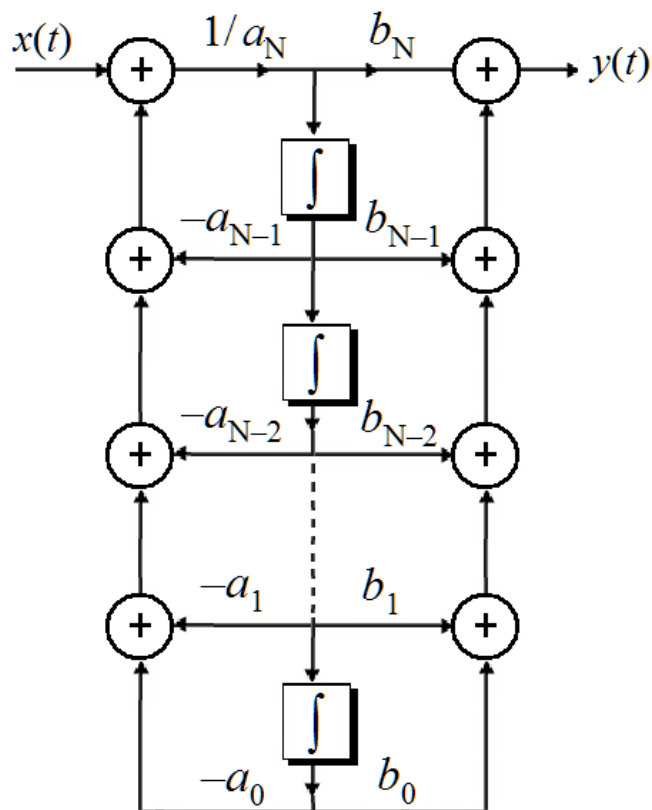 x(t) 1/a_N b_N y(t)
+ +
∫
–a_{N–1} b_{N–1}
+ +
∫
–a_{N–2} b_{N–2}
+ +
–a_1 b_1
+ +
∫
–a_0 b_0